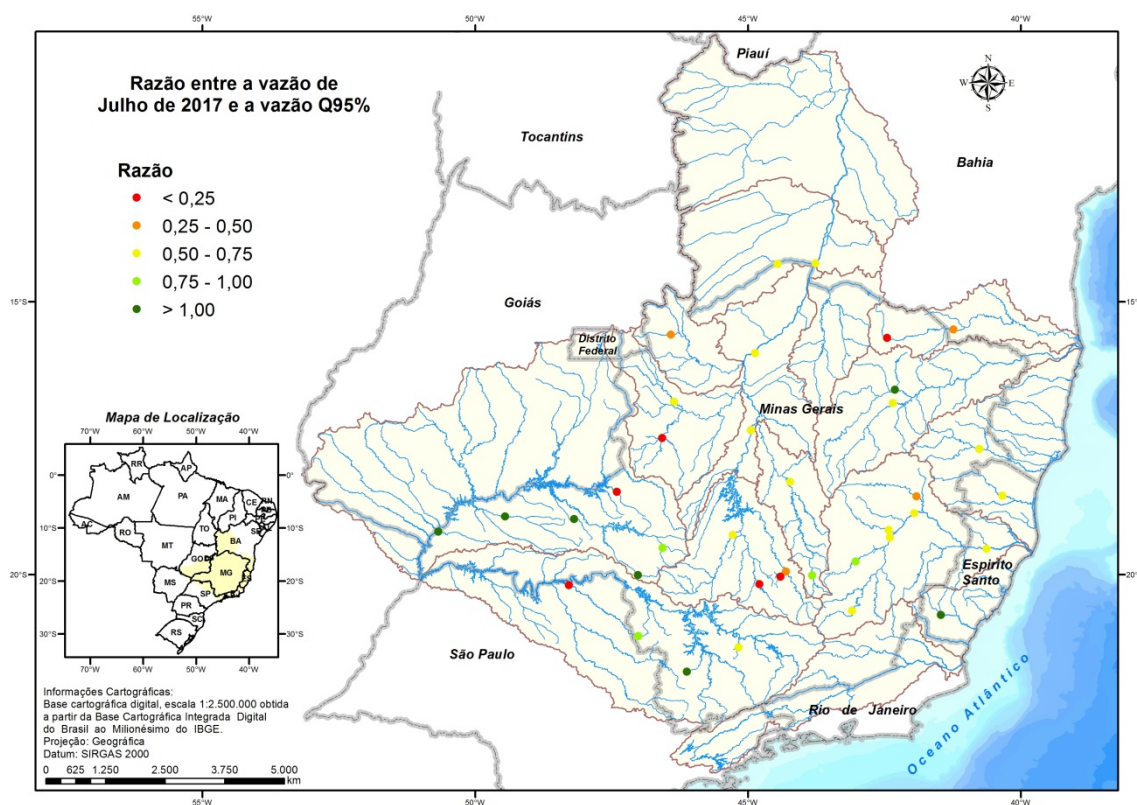 55°W
50°W
45°W
40°W
Razão entre a vazão de
Julho de 2017 e a vazão Q95%
Razão
< 0,25
0,25 - 0,50
0,50 - 0,75
0,75 - 1,00
> 1,00
Piauí
N
W
E
S
Tocantins
Bahia
15°S
Goiás
15°S
Distrito
Federal
Minas Gerais
Mapa de Localização
70°W
60°W
50°W
40°W
0°
10°S
20°S
30°S
0°
10°S
20°S
30°S
RR
AP
AM
PA
MA
CE
RN
PI
AC
RO
TO
SE
BA
MT
GO
DF
MG
ES
MS
SP
PR
SC
RS
70°W
60°W
50°W
40°W
20°S
20°S
Espírito
Santo
São Paulo
Rio de Janeiro
Oceano Atlântico
Informações Cartográficas:
Base cartográfica digital, escala 1:2.500.000 obtida
a partir da Base Cartográfica Integrada Digital
do Brasil ao Milionésimo do IBGE.
Projeção: Geográfica
Datum: SIRGAS 2000
0 625 1.250 2.500 3.750 5.000
km
55°W
50°W
45°W
40°W